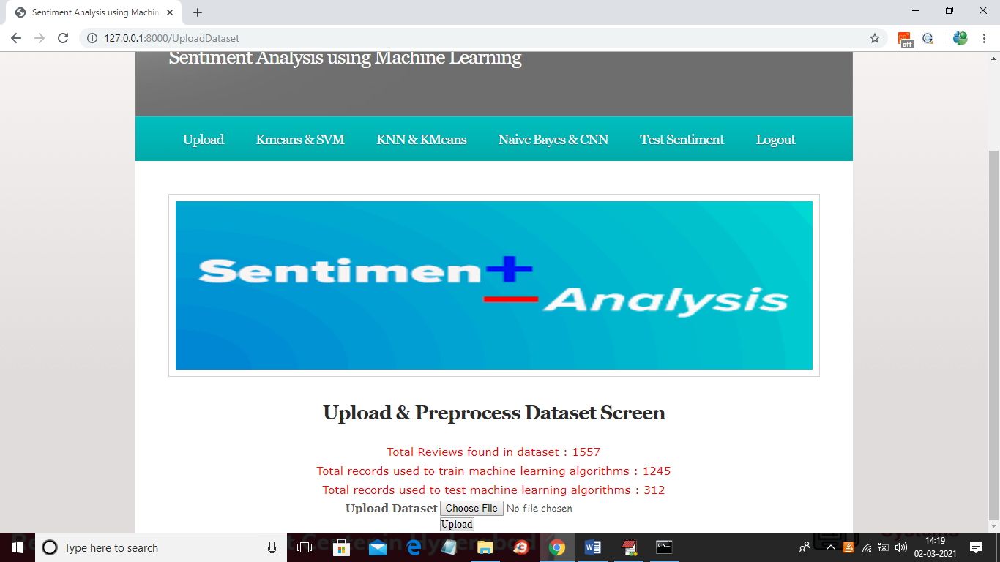 Sentiment Analysis using Machin
127.0.0.1:8000/UploadDataset
off
Sentiment Analysis using Machine Learning
Upload Kmeans & SVM KNN & KMeans Naive Bayes & CNN Test Sentiment Logout
Sentimen
Analysis
Upload & Preprocess Dataset Screen
Total Reviews found in dataset : 1557
Total records used to train machine learning algorithms : 1245
Total records used to test machine learning algorithms : 312
Upload Dataset Choose File No file chosen
Upload
Type here to search
14:19
02-03-2021